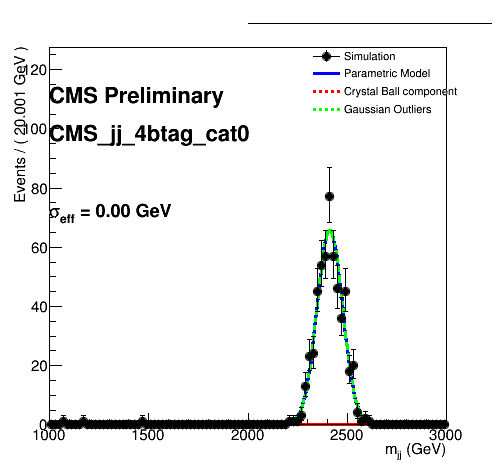 Simulation
Parametric Model
Crystal Ball component
Gaussian Outliers
CMS Preliminary
CMS_jj_4btag_cat0
σeff = 0.00 GeV
Events / ( 20.001 GeV )
120
100
80
60
40
20
0
1000
1500
2000
2500
3000
mjj (GeV)